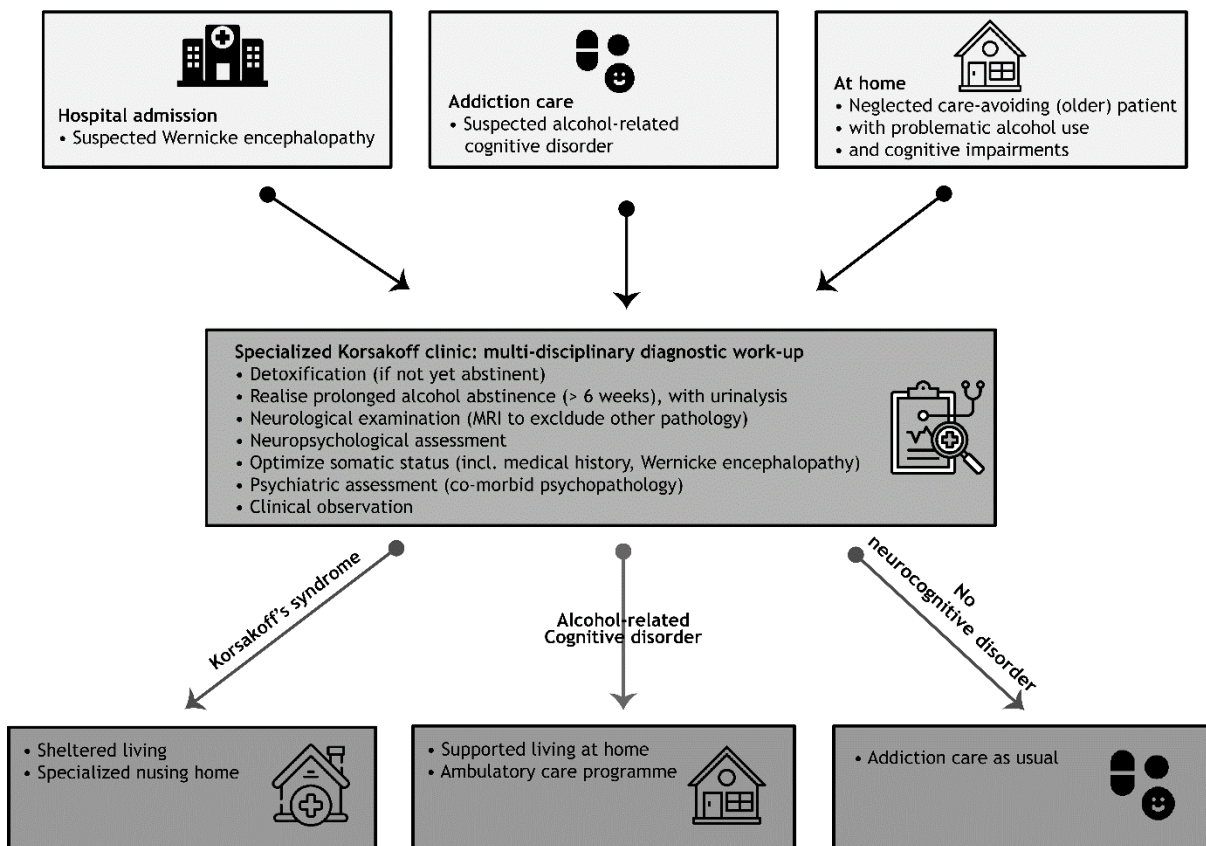 Hospital admission
• Suspected Wernicke encephalopathy
Addiction care
• Suspected alcohol-related
cognitive disorder
At home
• Neglected care-avoiding (older) patient
• with problematic alcohol use
• and cognitive impairments
Specialized Korsakoff clinic: multi-disciplinary diagnostic work-up
• Detoxification (if not yet abstinent)
• Realise prolonged alcohol abstinence (> 6 weeks), with urinalysis
• Neurological examination (MRI to excldude other pathology)
• Neuropsychological assessment
• Optimize somatic status (incl. medical history, Wernicke encephalopathy)
• Psychiatric assessment (co-morbid psychopathology)
• Clinical observation
Korsakoff's syndrome
Alcohol-related
Cognitive disorder
No
neurocognitive disorder
• Sheltered living
• Specialized nusing home
• Supported living at home
• Ambulatory care programme
• Addiction care as usual